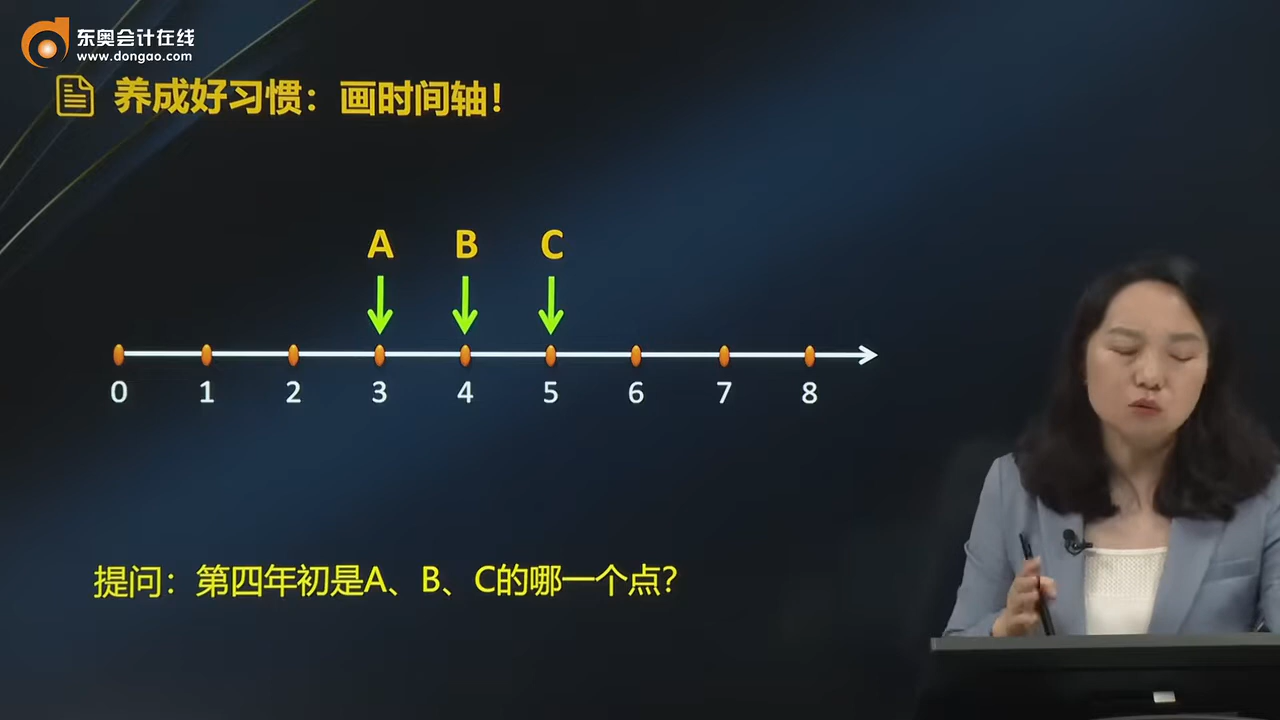 东奥会计在线
www.dongao.com
养成好习惯：画时间轴！
A B C
0 1 2 3 4 5 6 7 8
提问：第四年初是A、B、C的哪一个点？